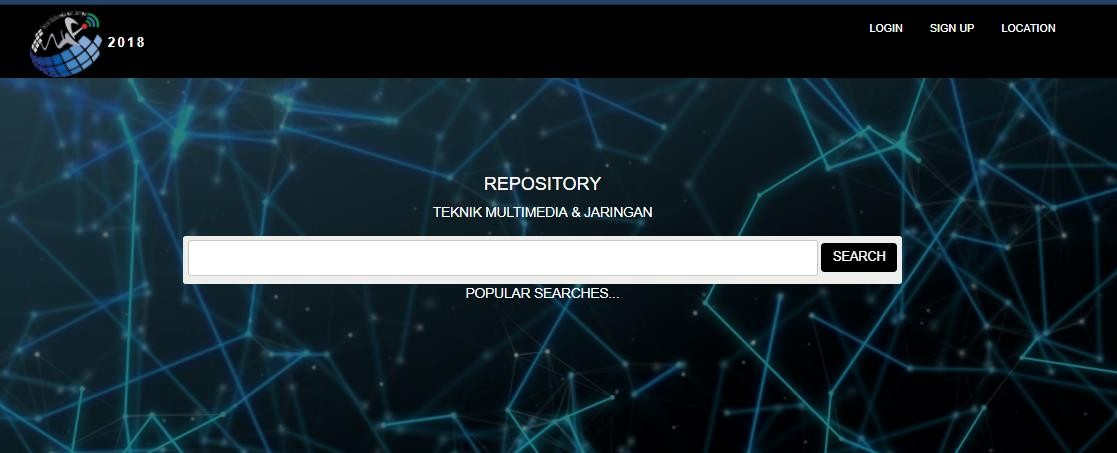 2018
LOGIN SIGN UP LOCATION
REPOSITORY
TEKNIK MULTIMEDIA & JARINGAN
SEARCH
POPULAR SEARCHES...